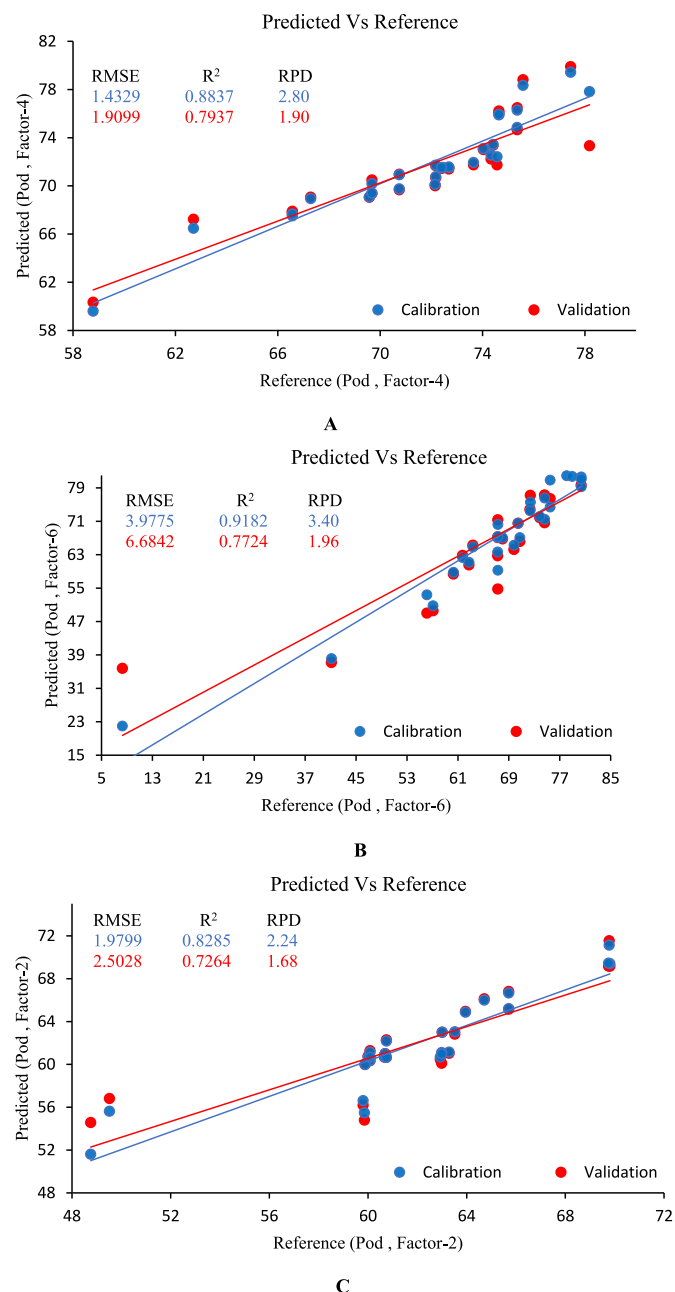 Predicted Vs Reference
82
78
74
70
66
62
58
Predicted (Pod , Factor-4)
RMSE R² RPD
1.4329 0.8837 2.80
1.9099 0.7937 1.90
Calibration Validation
58 62 66 70 74 78
Reference (Pod , Factor-4)
A
Predicted Vs Reference
79
71
63
55
47
39
31
23
15
Predicted (Pod, Factor-6)
RMSE R² RPD
3.9775 0.9182 3.40
6.6842 0.7724 1.96
Calibration Validation
5 13 21 29 37 45 53 61 69 77 85
Reference (Pod , Factor-6)
B
Predicted Vs Reference
72
68
64
60
56
52
48
Predicted (Pod , Factor-2)
RMSE R² RPD
1.9799 0.8285 2.24
2.5028 0.7264 1.68
Calibration Validation
48 52 56 60 64 68 72
Reference (Pod , Factor-2)
C